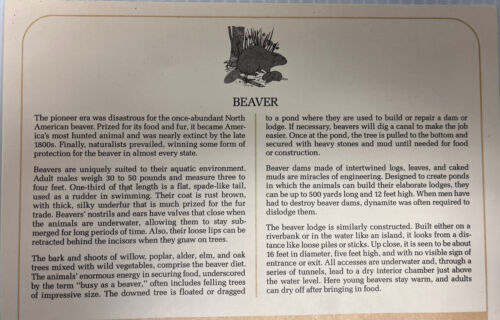 BEAVER
The pioneer era was disastrous for the once-abundant North
American beaver. Prized for its food and fur, it became Amer-
ica's most hunted animal and was nearly extinct by the late
1800s. Finally, naturalists prevailed, winning some form of
protection for the beaver in almost every state.
Beavers are uniquely suited to their aquatic environment.
Adult males weigh 30 to 50 pounds and measure three to
four feet. One-third of that length is a flat, spade-like tail,
used as a rudder in swimming. Their coat is rust brown,
with thick, silky underfur that is much prized for the fur
trade. Beavers' nostrils and ears have valves that close when
the animals are underwater, allowing them to stay sub-
merged for long periods of time. Also, their loose lips can be
retracted behind the incisors when they gnaw on trees.
The bark and shoots of willow, poplar, alder, elm, and oak
trees mixed with wild vegetables, comprise the beaver diet.
The animals' enormous energy in securing food, underscored
by the term "busy as a beaver," often includes felling trees
of impressive size. The downed tree is floated or dragged
to a pond where they are used to build or repair a dam or
lodge. If necessary, beavers will dig a canal to make the job
easier. Once at the pond, the tree is pulled to the bottom and
secured with heavy stones and mud until needed for food
or construction.
Beaver dams made of intertwined logs, leaves, and caked
mud are miracles of engineering. Designed to create ponds
in which the animals can build their elaborate lodges, they
can be up to 500 yards long and 12 feet high. When men have
had to destroy beaver dams, dynamite was often required to
dislodge them.
The beaver lodge is similarly constructed. Built either on a
riverbank or in the water like an island, it looks from a dis-
tance like loose piles or sticks. Up close, it is seen to be about
16 feet in diameter, five feet high, and with no visible sign of
entrance or exit. All accesses are underwater and, through a
series of tunnels, lead to a dry interior chamber just above
the water level. Here young beavers stay warm, and adults
can dry off after bringing in food.